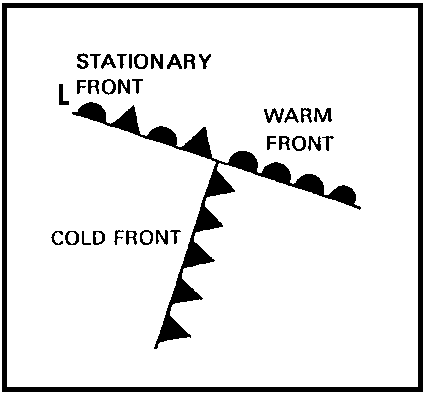 STATIONARY
FRONT
L
WARM
FRONT
COLD FRONT